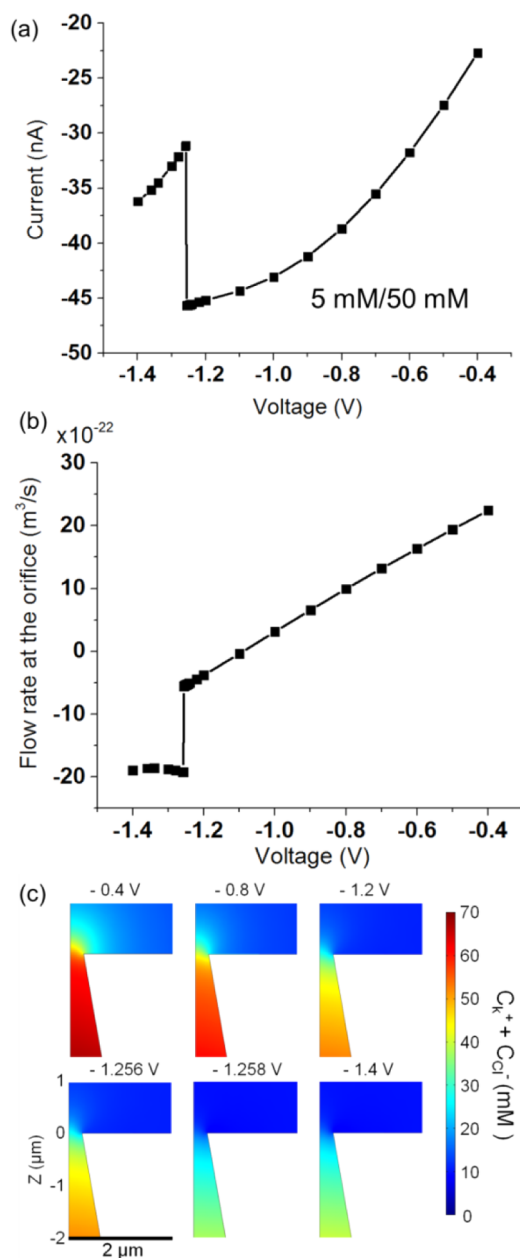 (a)
-20
-25
-30
-35
-40
-45
-50
Current (nA)
5 mM/50 mM
-1.4 -1.2 -1.0 -0.8 -0.6 -0.4
Voltage (V)
(b)
x10⁻²²
30
20
10
0
-10
-20
Flow rate at the orifice (m³/s)
-1.4 -1.2 -1.0 -0.8 -0.6 -0.4
Voltage (V)
(c)
- 0.4 V - 0.8 V - 1.2 V
-1.256 V -1.258 V - 1.4 V
1
0
-1
-2
Z (μm)
2 μm
70
60
50
40
30
20
10
0
Ck⁺ + CCl⁻ (mM)